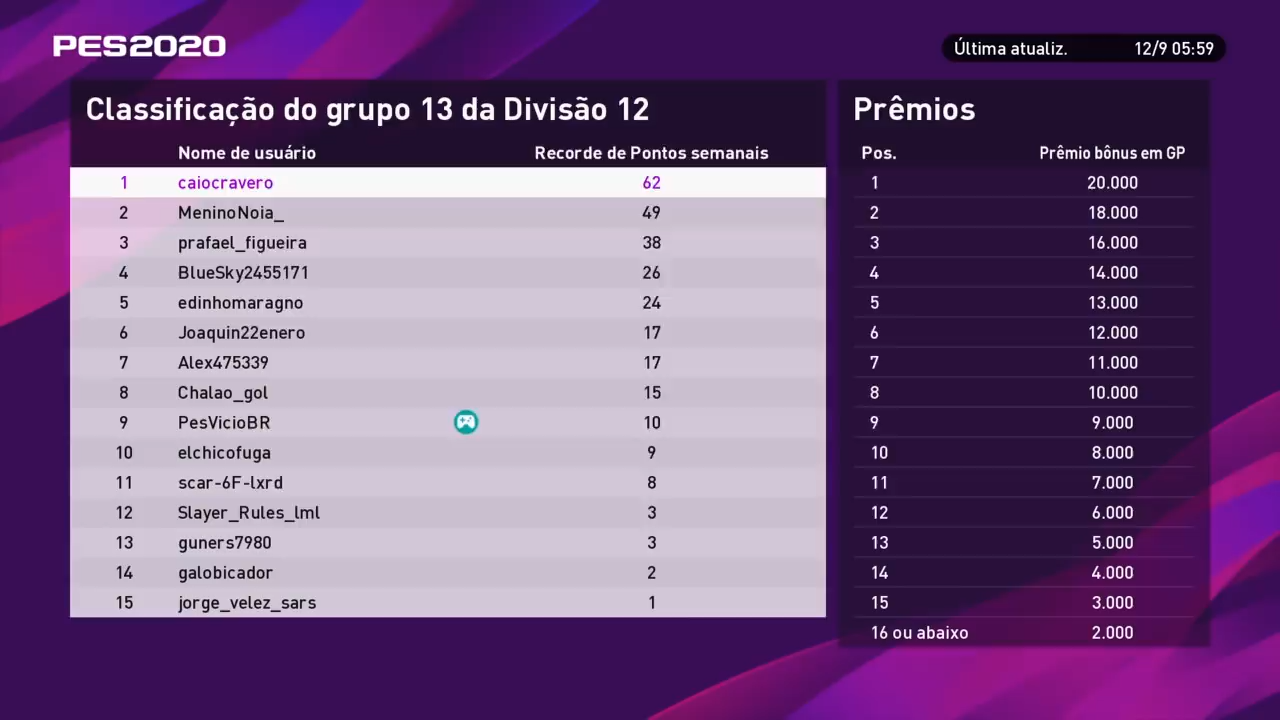 PES2020
Última atualiz. 12/9 05:59
Classificação do grupo 13 da Divisão 12
Nome de usuário Recorde de Pontos semanais
1 caiocravero 62
2 MeninoNoia_ 49
3 prafael_figueira 38
4 BlueSky2455171 26
5 edinhomaragno 24
6 Joaquin22enero 17
7 Alex475339 17
8 Chalao_gol 15
9 PesVicioBR 10
10 elchicofuga 9
11 scar-6F-lxrd 8
12 Slayer_Rules_lml 3
13 guners7980 3
14 galobicador 2
15 jorge_velez_sars 1
Prêmios
Pos. Prêmio bônus em GP
1 20.000
2 18.000
3 16.000
4 14.000
5 13.000
6 12.000
7 11.000
8 10.000
9 9.000
10 8.000
11 7.000
12 6.000
13 5.000
14 4.000
15 3.000
16 ou abaixo 2.000